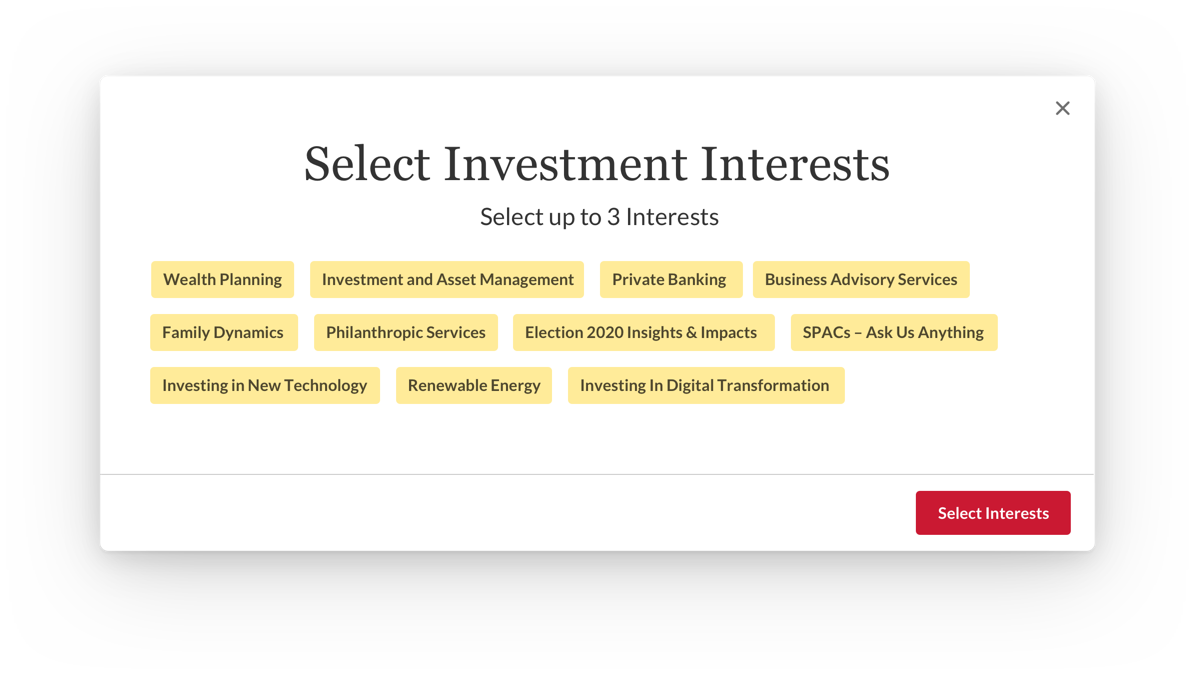 Select Investment Interests
Select up to 3 Interests
Wealth Planning Investment and Asset Management Private Banking Business Advisory Services
Family Dynamics Philanthropic Services Election 2020 Insights & Impacts SPACs – Ask Us Anything
Investing in New Technology Renewable Energy Investing In Digital Transformation
Select Interests